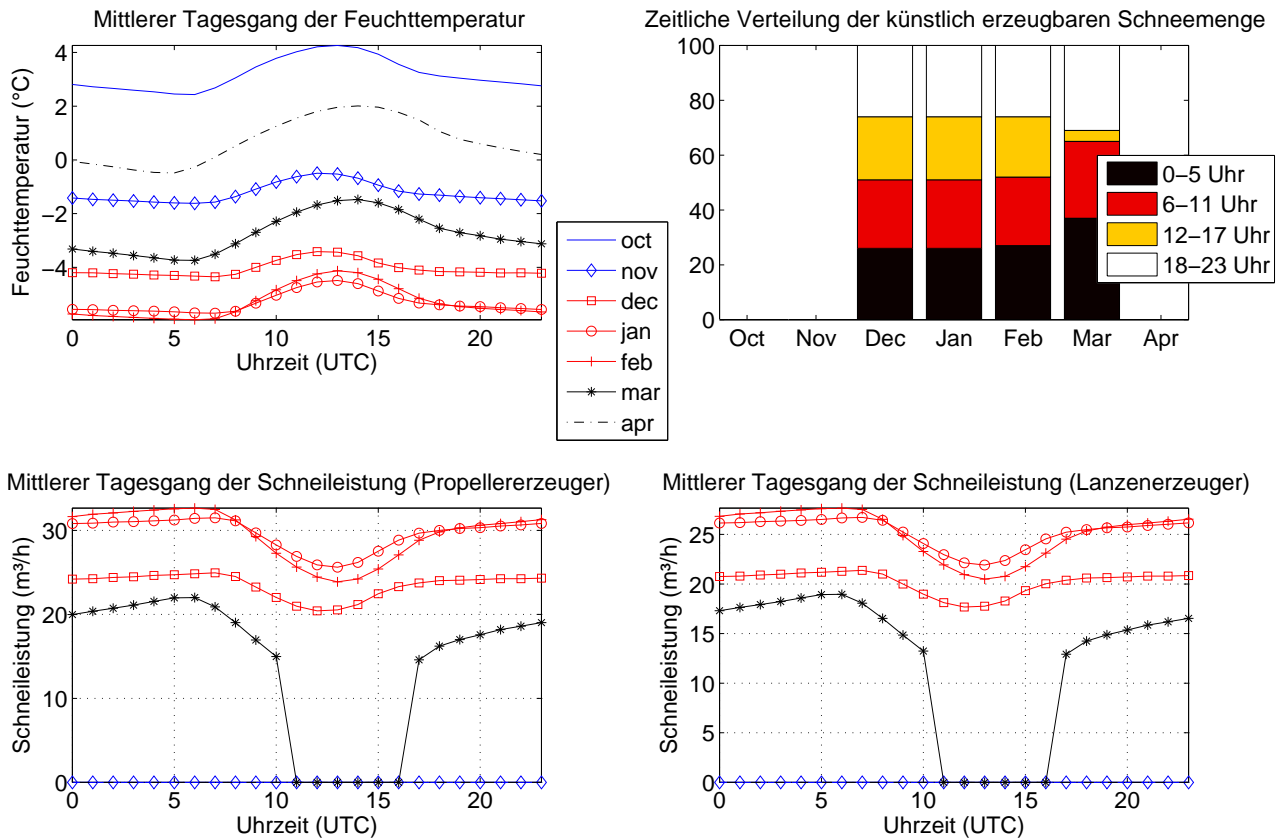 Mittlerer Tagesgang der Feuchttemperatur
4
2
0
−2
−4
Feuchttemperatur (°C)
0 5 10 15 20
Uhrzeit (UTC)
oct
nov
dec
jan
feb
mar
apr
Zeitliche Verteilung der künstlich erzeugbaren Schneemenge
100
80
60
40
20
0
Oct Nov Dec Jan Feb Mar Apr
0−5 Uhr
6−11 Uhr
12−17 Uhr
18−23 Uhr
Mittlerer Tagesgang der Schneileistung (Propellererzeuger)
30
20
10
0
Schneileistung (m³/h)
0 5 10 15 20
Uhrzeit (UTC)
Mittlerer Tagesgang der Schneileistung (Lanzenerzeuger)
25
20
15
10
5
0
Schneileistung (m³/h)
0 5 10 15 20
Uhrzeit (UTC)